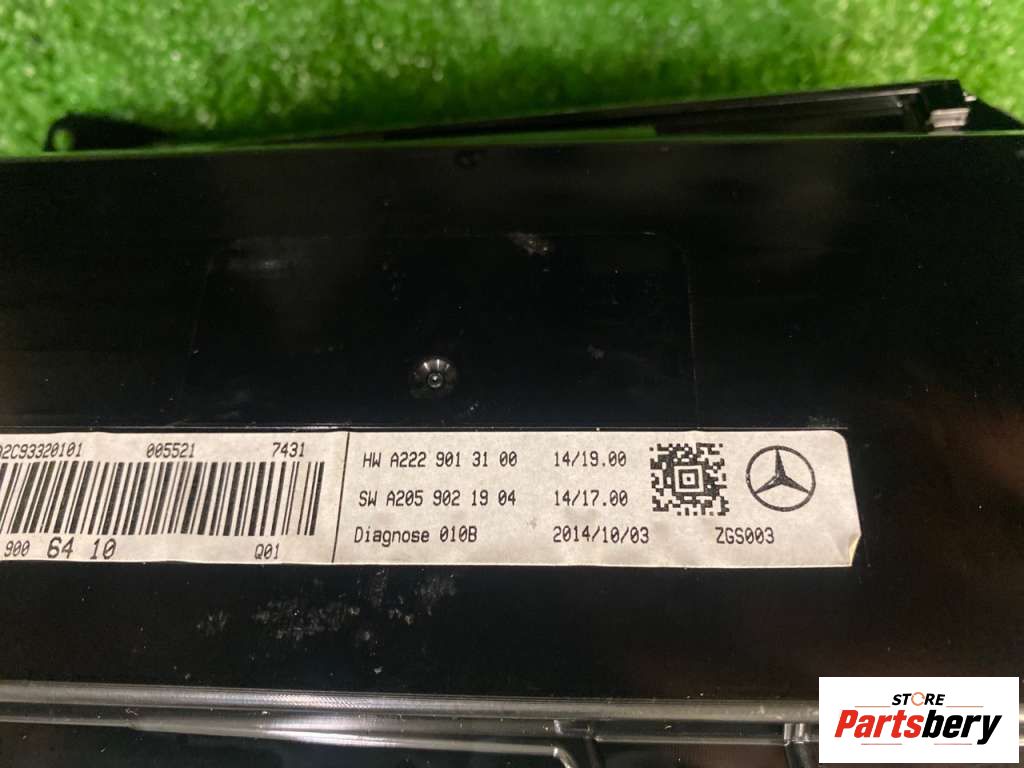 2C93320101 005521 7431
900 64 10 Q01
HW A222 901 31 00 14/19.00
SW A205 902 19 04 14/17.00
Diagnose 010B 2014/10/03 ZGS003
STORE
Partsbery